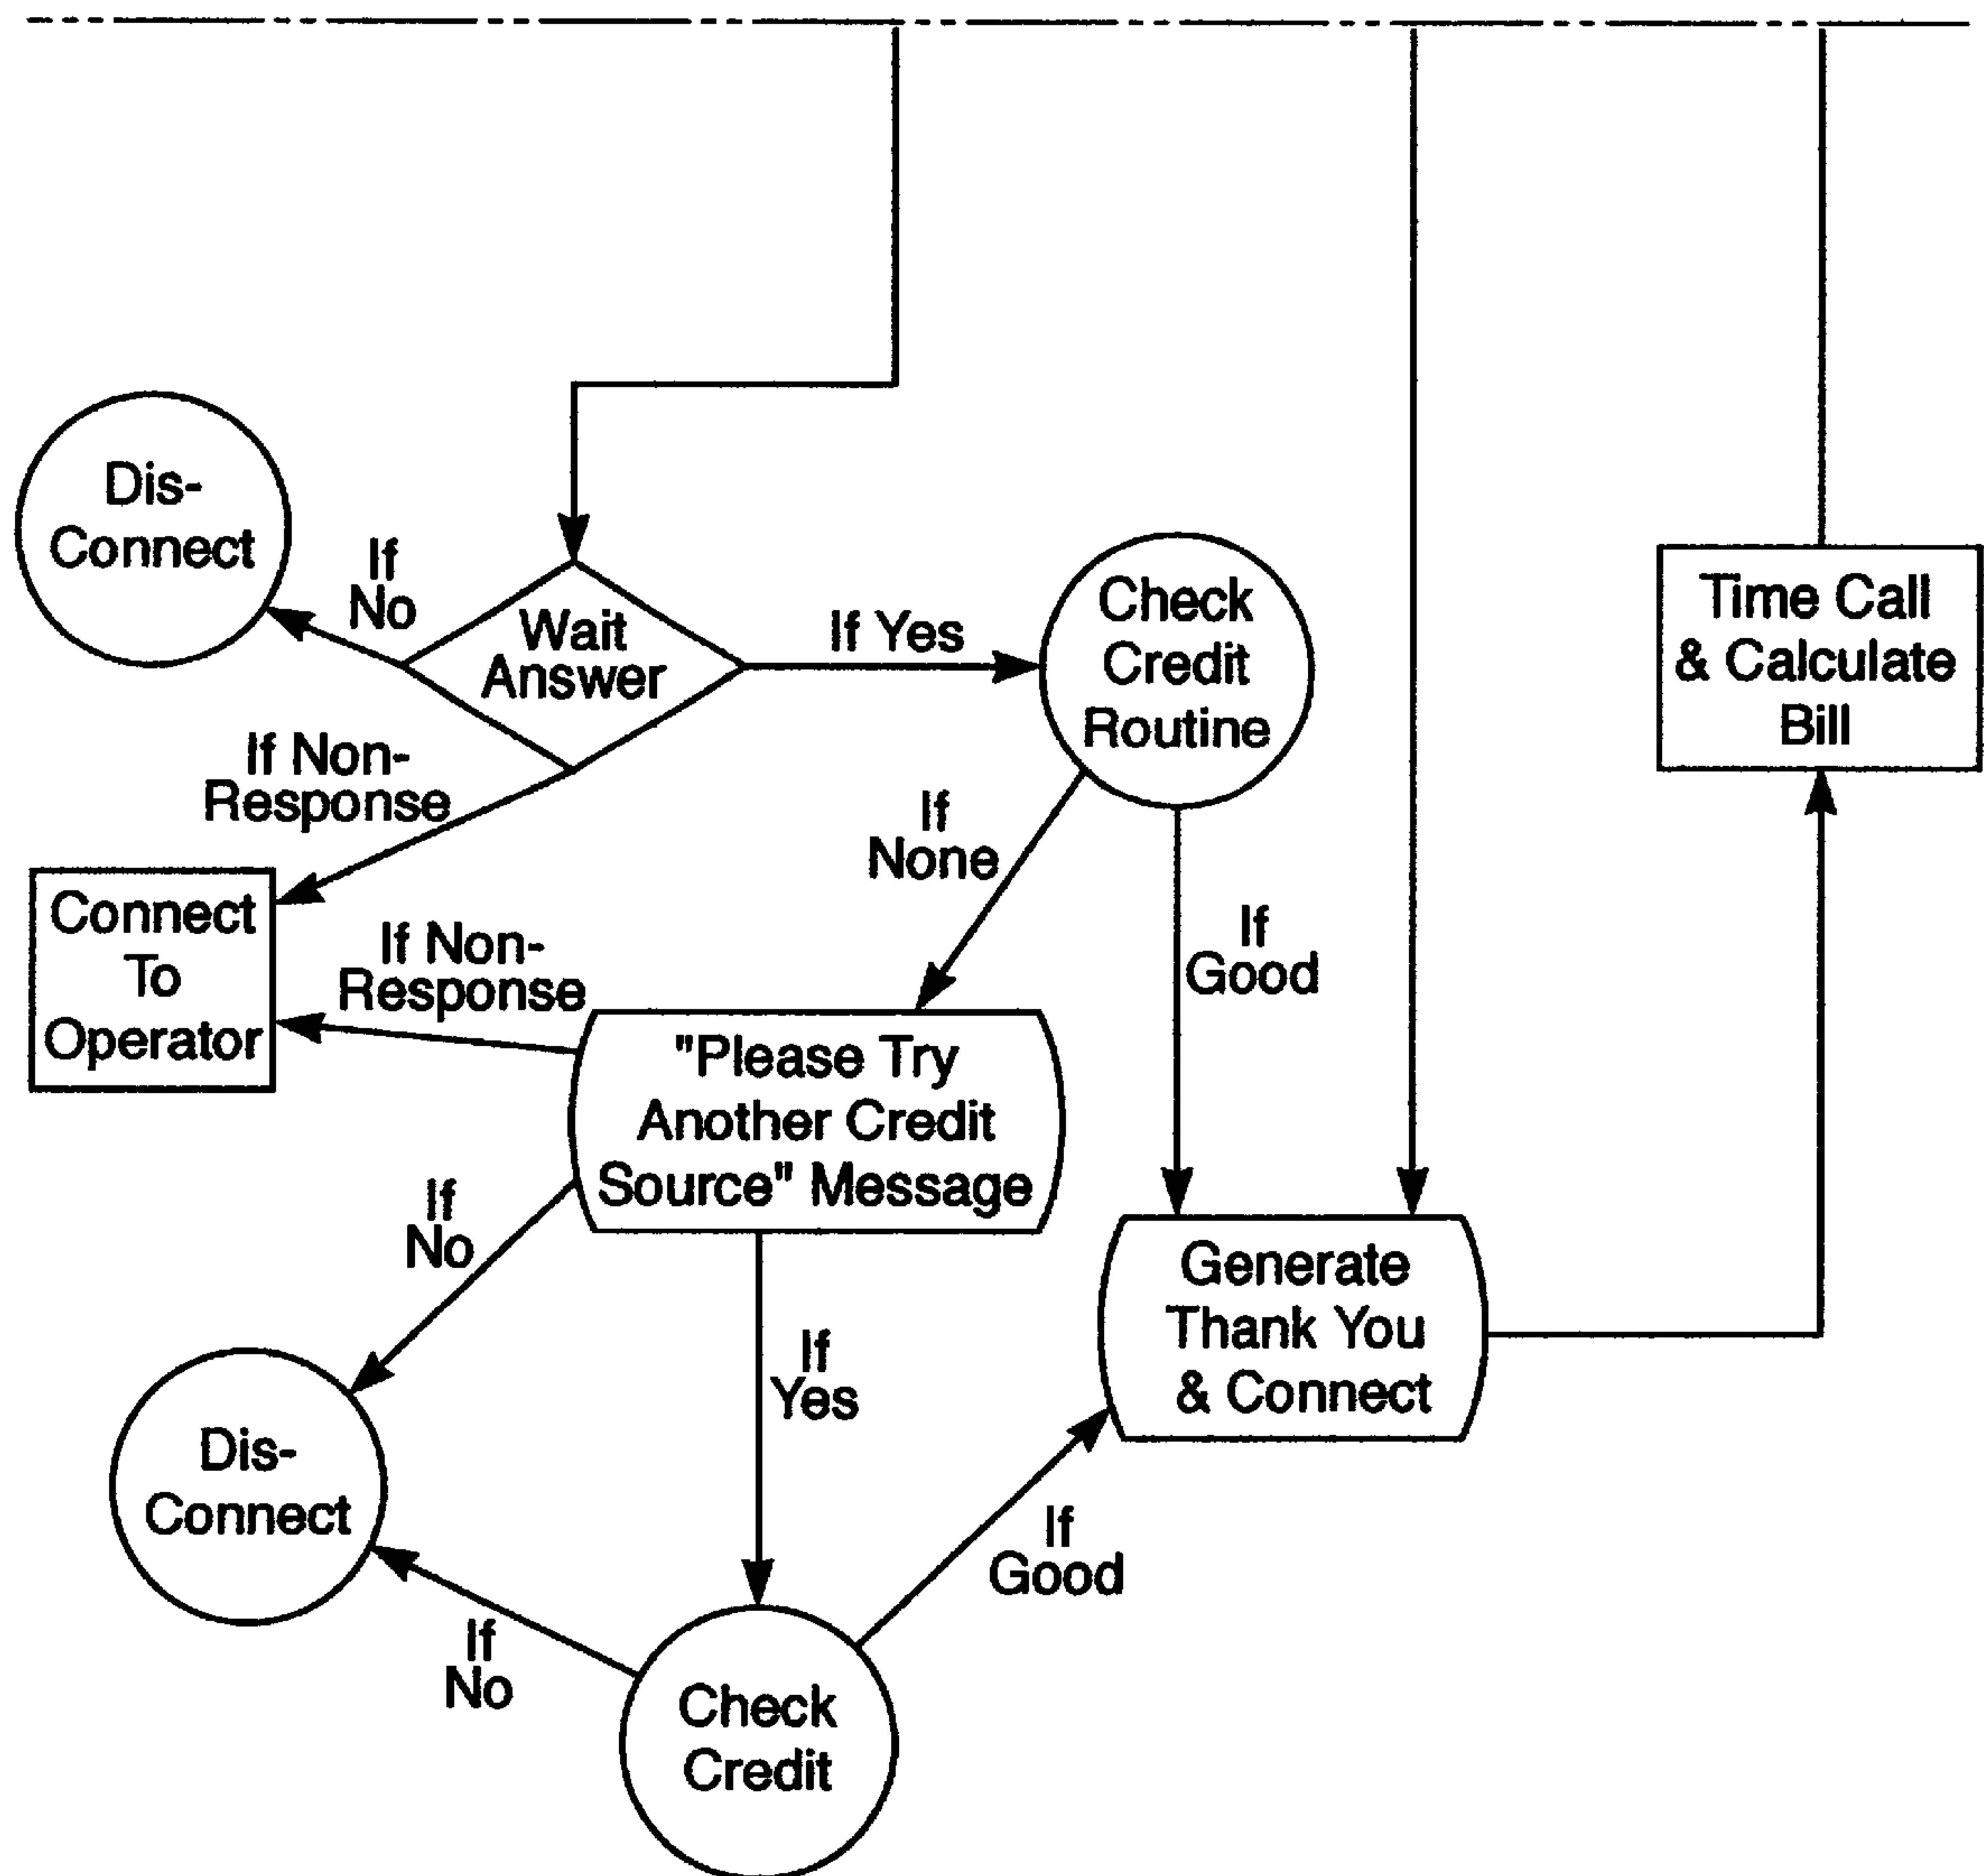 Dis-
Connect
If
No
Wait
Answer
If Yes
Check
Credit
Routine
Time Call
& Calculate
Bill
If Non-
Response
If
None
If
Good
Connect
To
Operator
If Non-
Response
"Please Try
Another Credit
Source" Message
If
No
If
Yes
Generate
Thank You
& Connect
Dis-
Connect
If
Good
If
No
Check
Credit